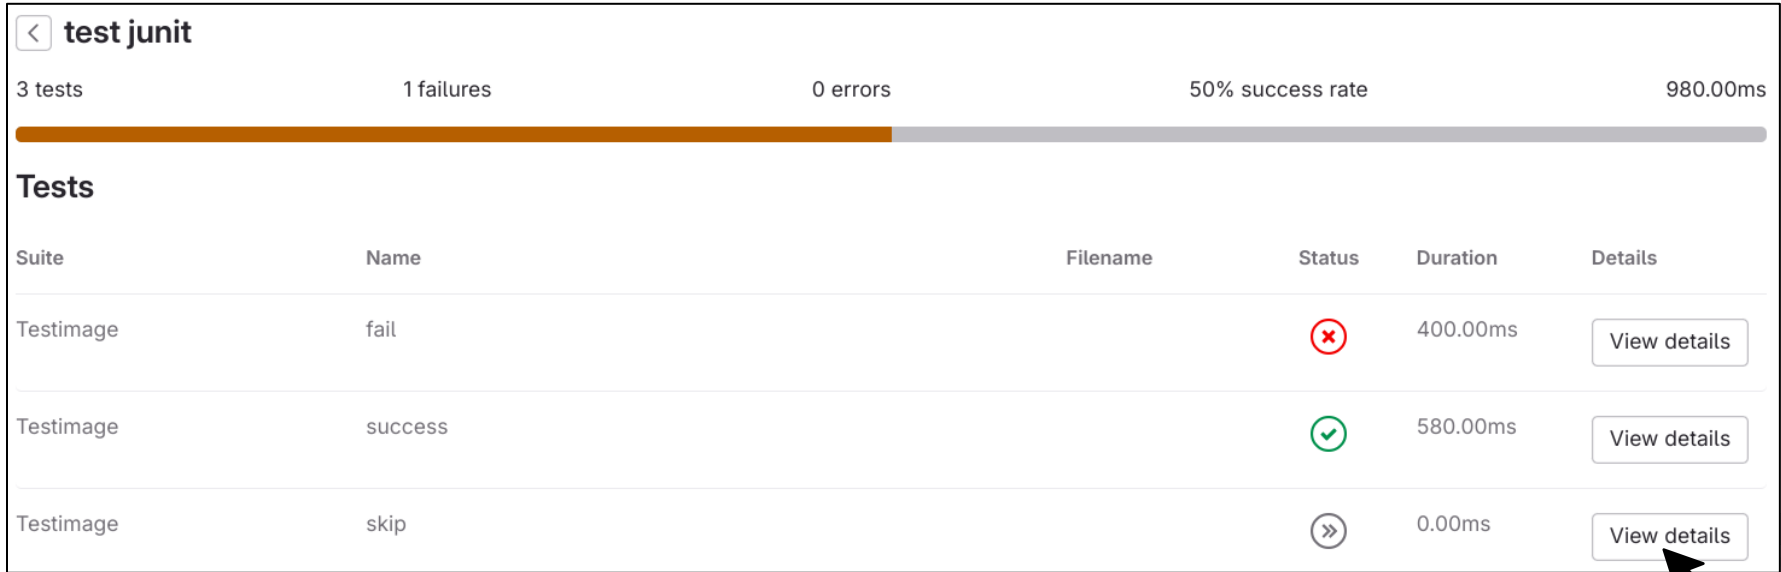 test junit
3 tests 1 failures 0 errors 50% success rate 980.00ms
Tests
Suite Name Filename Status Duration Details
Testimage fail 400.00ms View details
Testimage success 580.00ms View details
Testimage skip 0.00ms View details